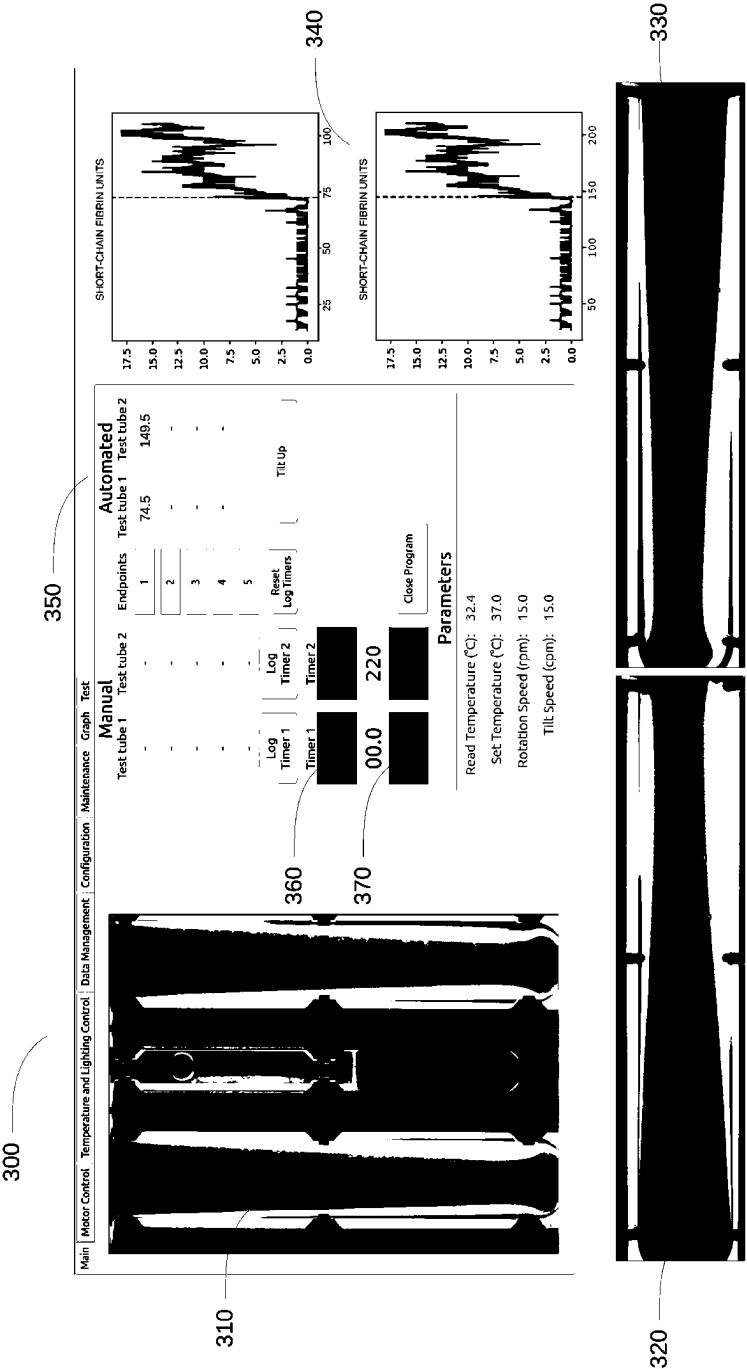 300
Main Motor Control Temperature and Lighting Control Data Management Configuration Maintenance Graph Test
310
350
Manual
Automated
Test tube 1 Test tube 2 Endpoints Test tube 1 Test tube 2
- - 1 74.5 149.5
- - 2 - -
- - 3 - -
- - 4 - -
- - 5
Log Timer 1
Log Timer 2
Reset Log Timers
Tilt Up
360
Timer 1 Timer 2
00.0 220
370
Close Program
Parameters
Read Temperature (°C): 32.4
Set Temperature (°C): 37.0
Rotation Speed (rpm): 15.0
Tilt Speed (cpm): 15.0
SHORT-CHAIN FIBRIN UNITS
17.5
15.0
12.5
10.0
7.5
5.0
2.5
0.0
25 50 75 100
340
SHORT-CHAIN FIBRIN UNITS
17.5
15.0
12.5
10.0
7.5
5.0
2.5
0.0
50 100 150 200
320
330